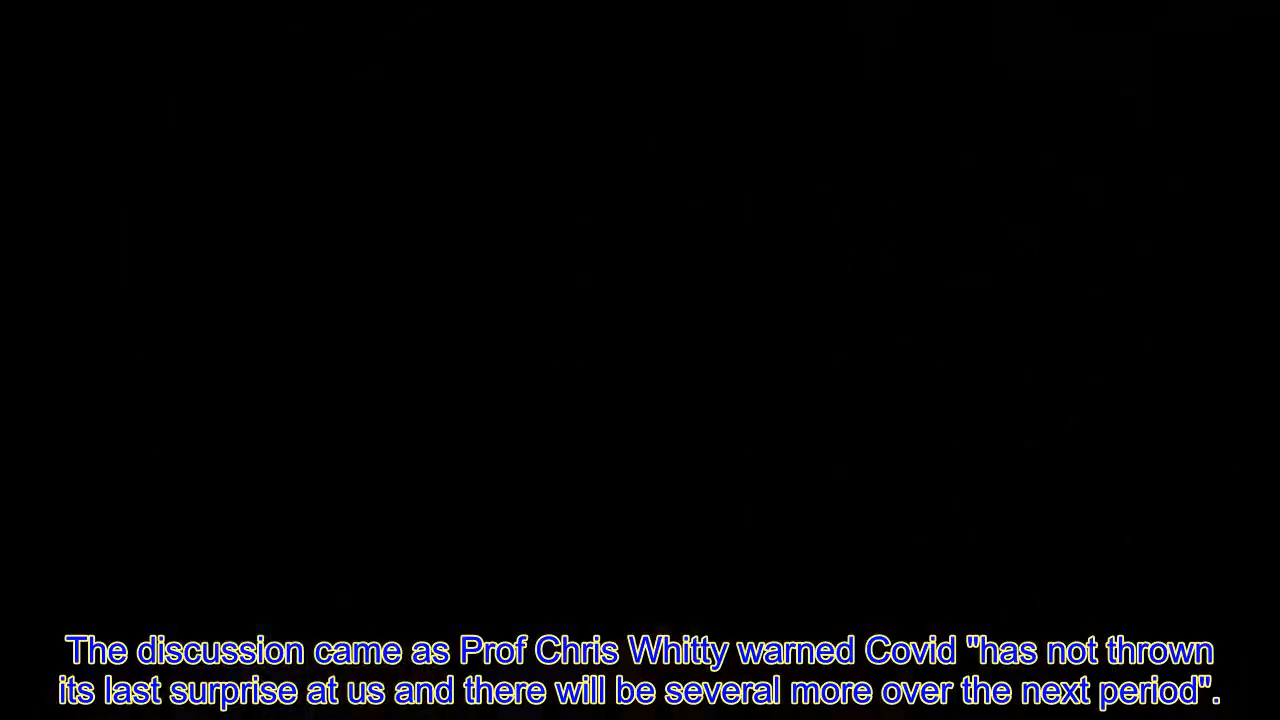 The discussion came as Prof Chris Whitty warned Covid "has not thrown
its last surprise at us and there will be several more over the next period".